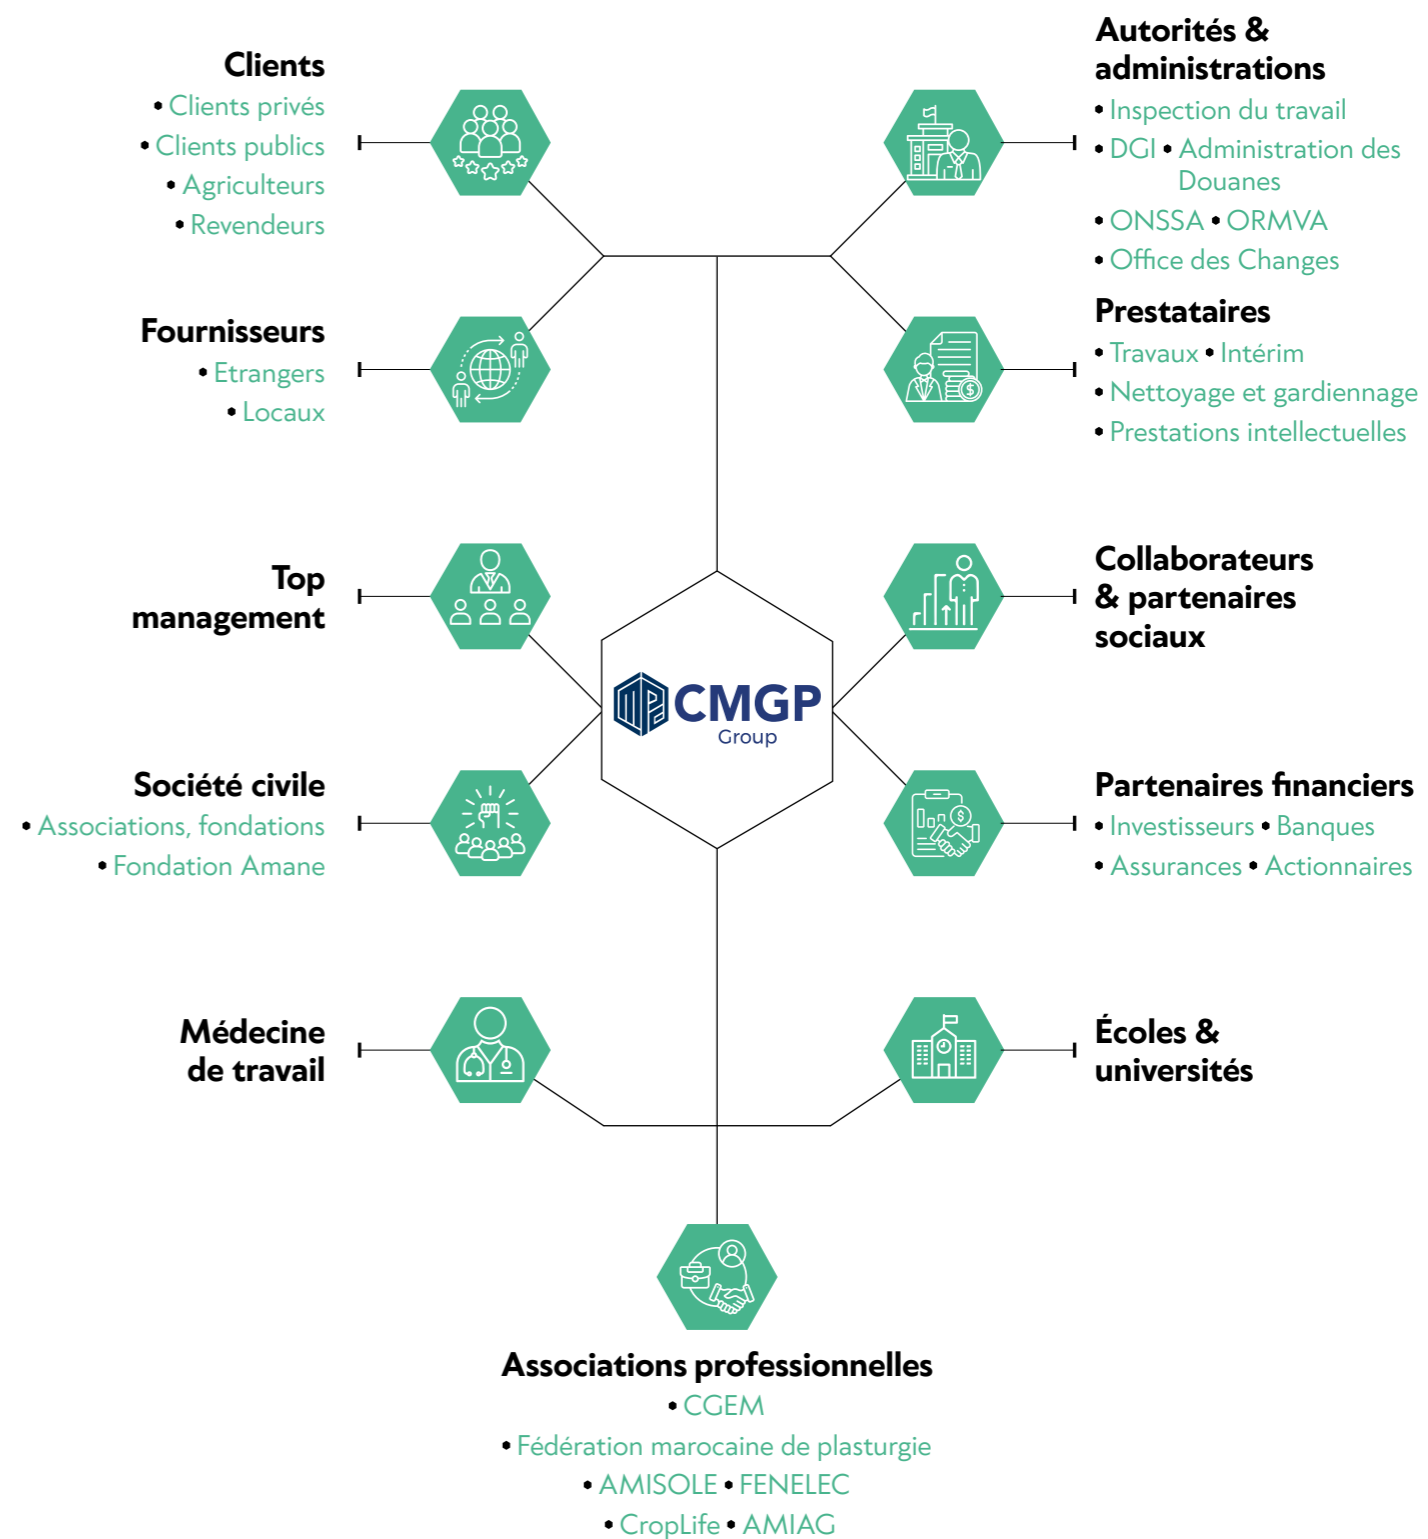 Clients
• Clients privés
• Clients publics
• Agriculteurs
• Revendeurs
Autorités &
administrations
• Inspection du travail
• DGI • Administration des
Douanes
• ONSSA • ORMVA
• Office des Changes
Fournisseurs
• Etrangers
• Locaux
Prestataires
• Travaux • Intérim
• Nettoyage et gardiennage
• Prestations intellectuelles
Top
management
Collaborateurs
& partenaires
sociaux
CMGP
Group
Société civile
• Associations, fondations
• Fondation Amane
Partenaires financiers
• Investisseurs • Banques
• Assurances • Actionnaires
Médecine
de travail
Écoles &
universités
Associations professionnelles
• CGEM
• Fédération marocaine de plasturgie
• AMISOLE • FENELEC
• CropLife • AMIAG